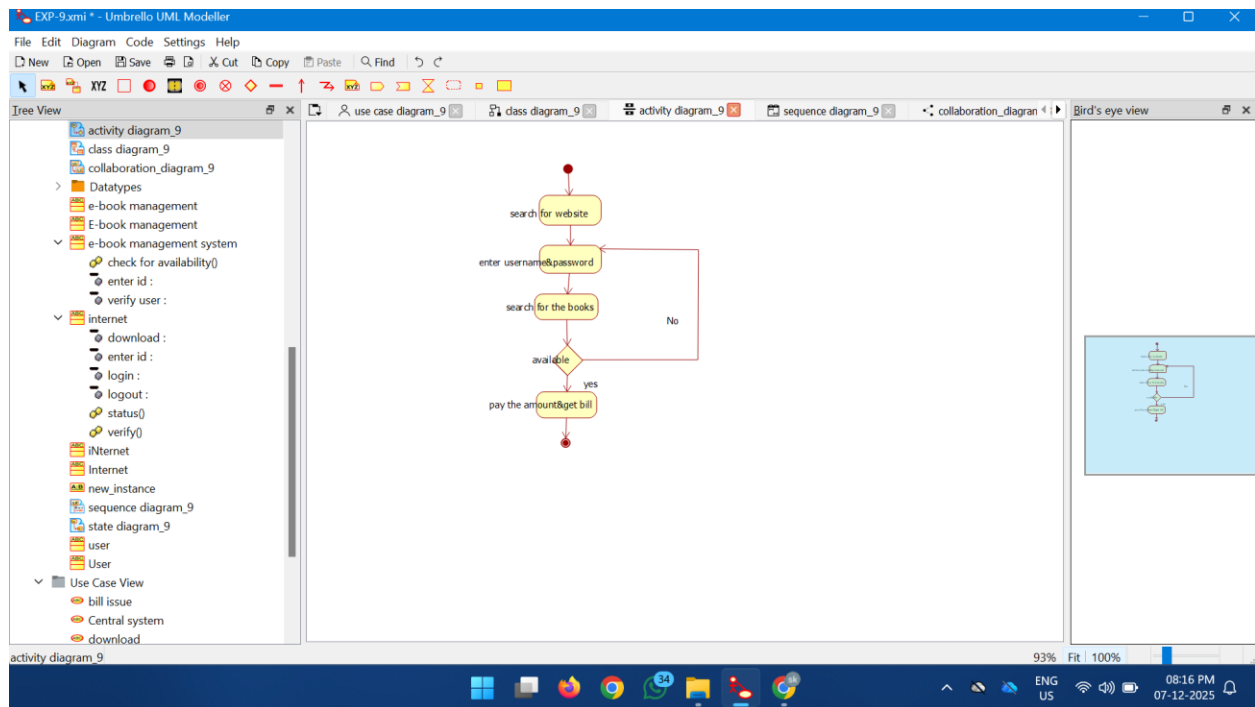 EXP-9.xmi * - Umbrello UML Modeller
File Edit Diagram Code Settings Help
New Open Save Cut Copy Paste Find
XYZ XYZ
Tree View
use case diagram_9 class diagram_9 activity diagram_9 sequence diagram_9 collaboration_diagran
Bird's eye view
activity diagram_9
class diagram_9
collaboration_diagram_9
Datatypes
e-book management
E-book management
e-book management system
check for availability()
enter id :
verify user :
internet
download :
enter id :
login :
logout :
status()
verify()
iNternet
Internet
new_instance
sequence diagram_9
state diagram_9
user
User
Use Case View
bill issue
Central system
download
search for website
enter username&password
search for the books
No
available
yes
pay the amount&get bill
activity diagram_9
93% Fit 100%
34
ENG
US
08:16 PM
07-12-2025